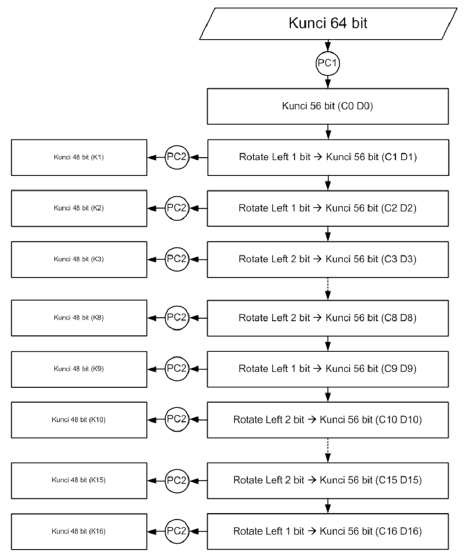 Kunci 64 bit
PC1
Kunci 56 bit (C0 D0)
Kunci 48 bit (K1)
PC2
Rotate Left 1 bit → Kunci 56 bit (C1 D1)
Kunci 48 bit (K2)
PC2
Rotate Left 1 bit → Kunci 56 bit (C2 D2)
Kunci 48 bit (K3)
PC2
Rotate Left 2 bit → Kunci 56 bit (C3 D3)
Kunci 48 bit (K8)
PC2
Rotate Left 2 bit → Kunci 56 bit (C8 D8)
Kunci 48 bit (K9)
PC2
Rotate Left 1 bit → Kunci 56 bit (C9 D9)
Kunci 48 bit (K10)
PC2
Rotate Left 2 bit → Kunci 56 bit (C10 D10)
Kunci 48 bit (K15)
PC2
Rotate Left 2 bit → Kunci 56 bit (C15 D15)
Kunci 48 bit (K16)
PC2
Rotate Left 1 bit → Kunci 56 bit (C16 D16)